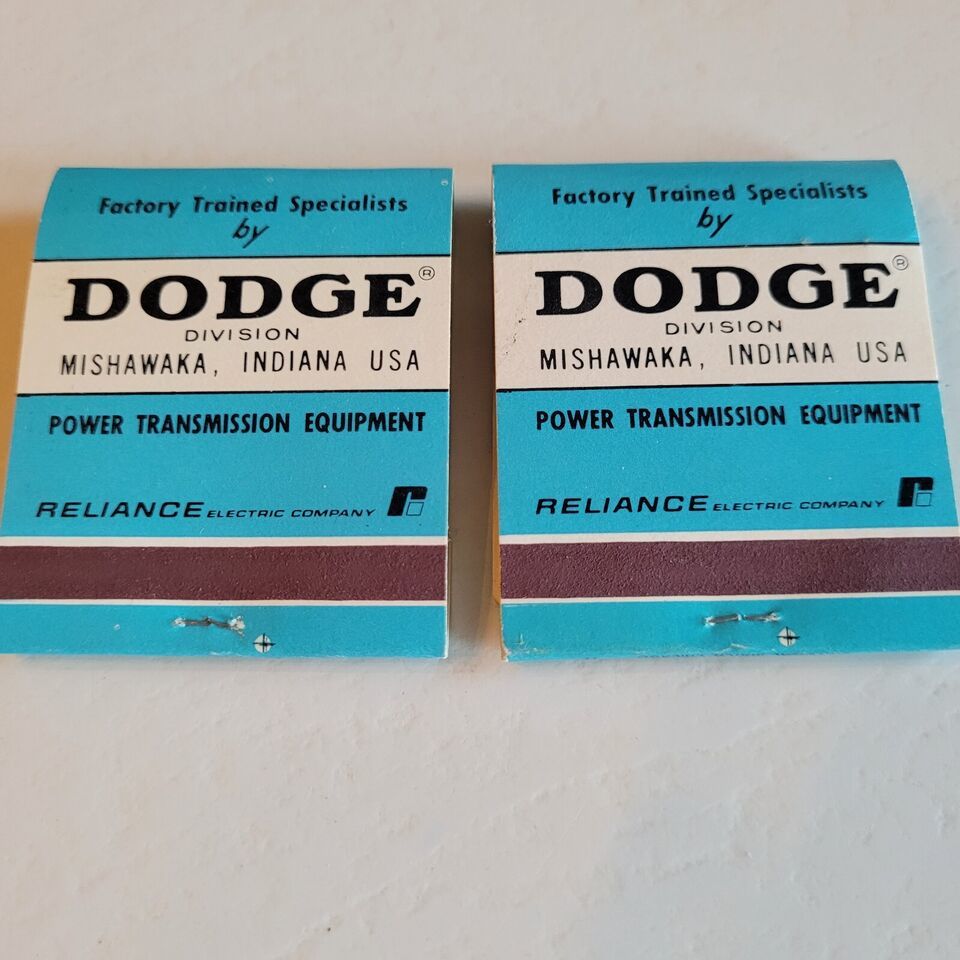 Factory Trained Specialists
by
DODGE®
DIVISION
MISHAWAKA, INDIANA USA
POWER TRANSMISSION EQUIPMENT
RELIANCE ELECTRIC COMPANY
Factory Trained Specialists
by
DODGE®
DIVISION
MISHAWAKA, INDIANA USA
POWER TRANSMISSION EQUIPMENT
RELIANCE ELECTRIC COMPANY